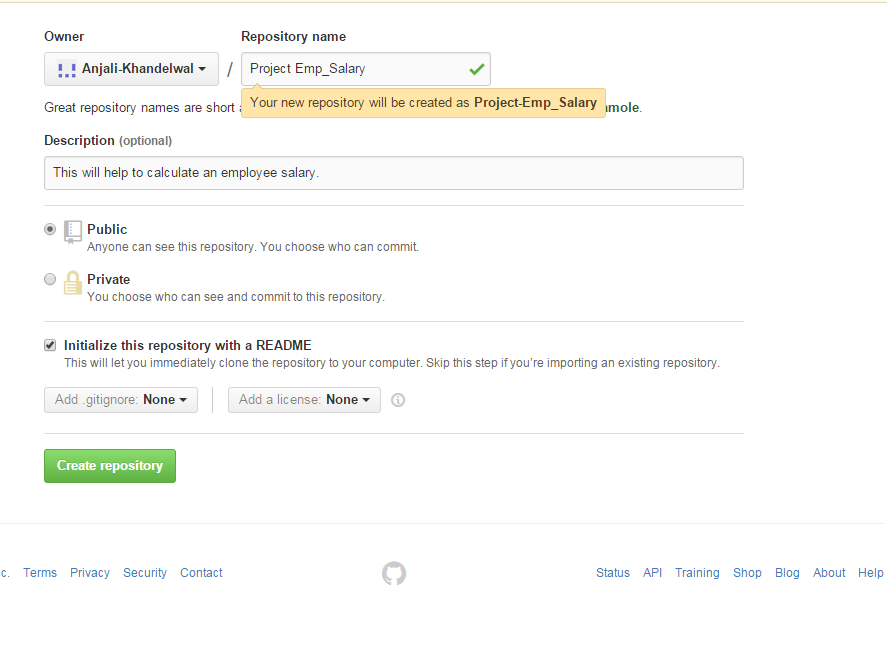 Owner
Repository name
Anjali-Khandelwal
/
Project Emp_Salary
Great repository names are short
Your new repository will be created as Project-Emp_Salary
mole.
Description (optional)
This will help to calculate an employee salary.
Public
Anyone can see this repository. You choose who can commit.
Private
You choose who can see and commit to this repository.
Initialize this repository with a README
This will let you immediately clone the repository to your computer. Skip this step if you're importing an existing repository.
Add .gitignore: None
Add a license: None
Create repository
c. Terms Privacy Security Contact
Status API Training Shop Blog About Help